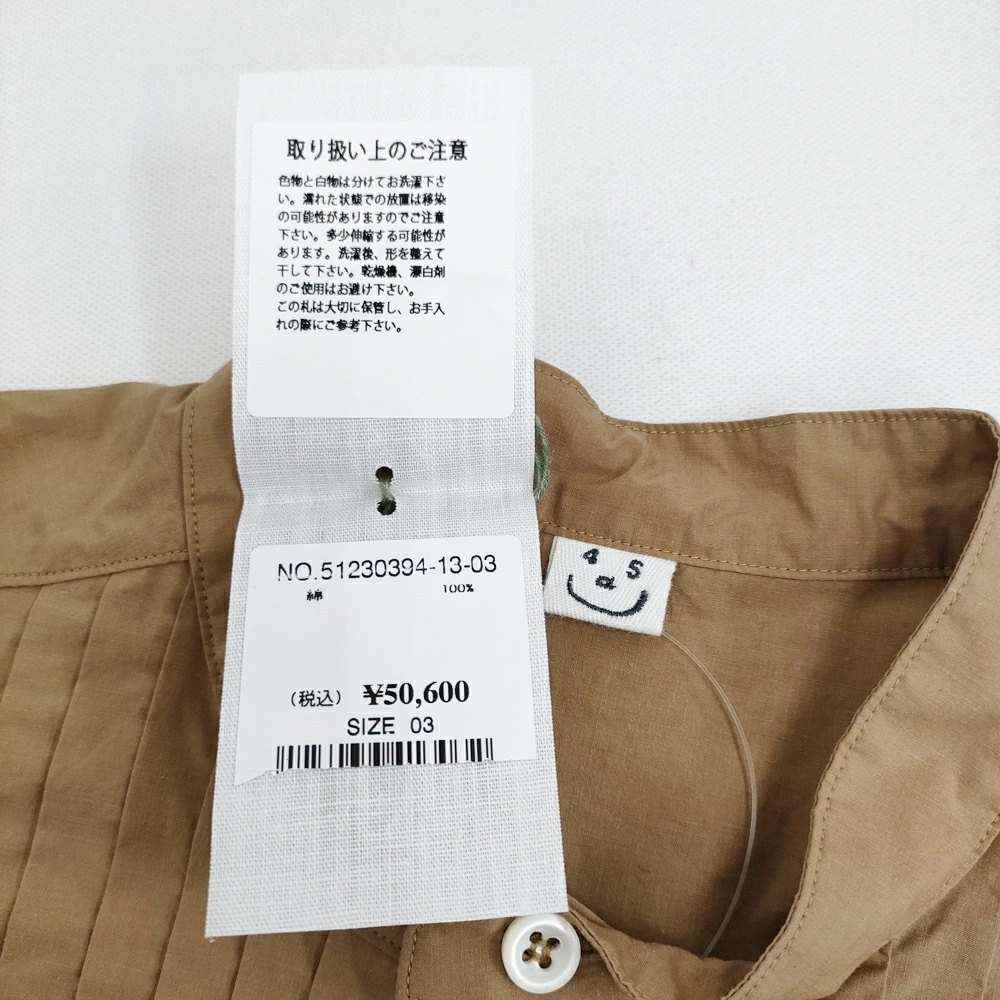 取り扱い上のご注意
色物と白物は分けてお洗濯下さ
い。濡れた状態での放置は移染
の可能性がありますのでご注意
下さい。多少伸縮する可能性が
あります。洗濯後、形を整えて
干して下さい。乾燥機、漂白剤
のご使用はお避け下さい。
この札は大切に保管し、お手入
れの際にご参考下さい。
NO.51230394-13-03
綿 100%
(税込) ¥50,600
SIZE 03
4 a S